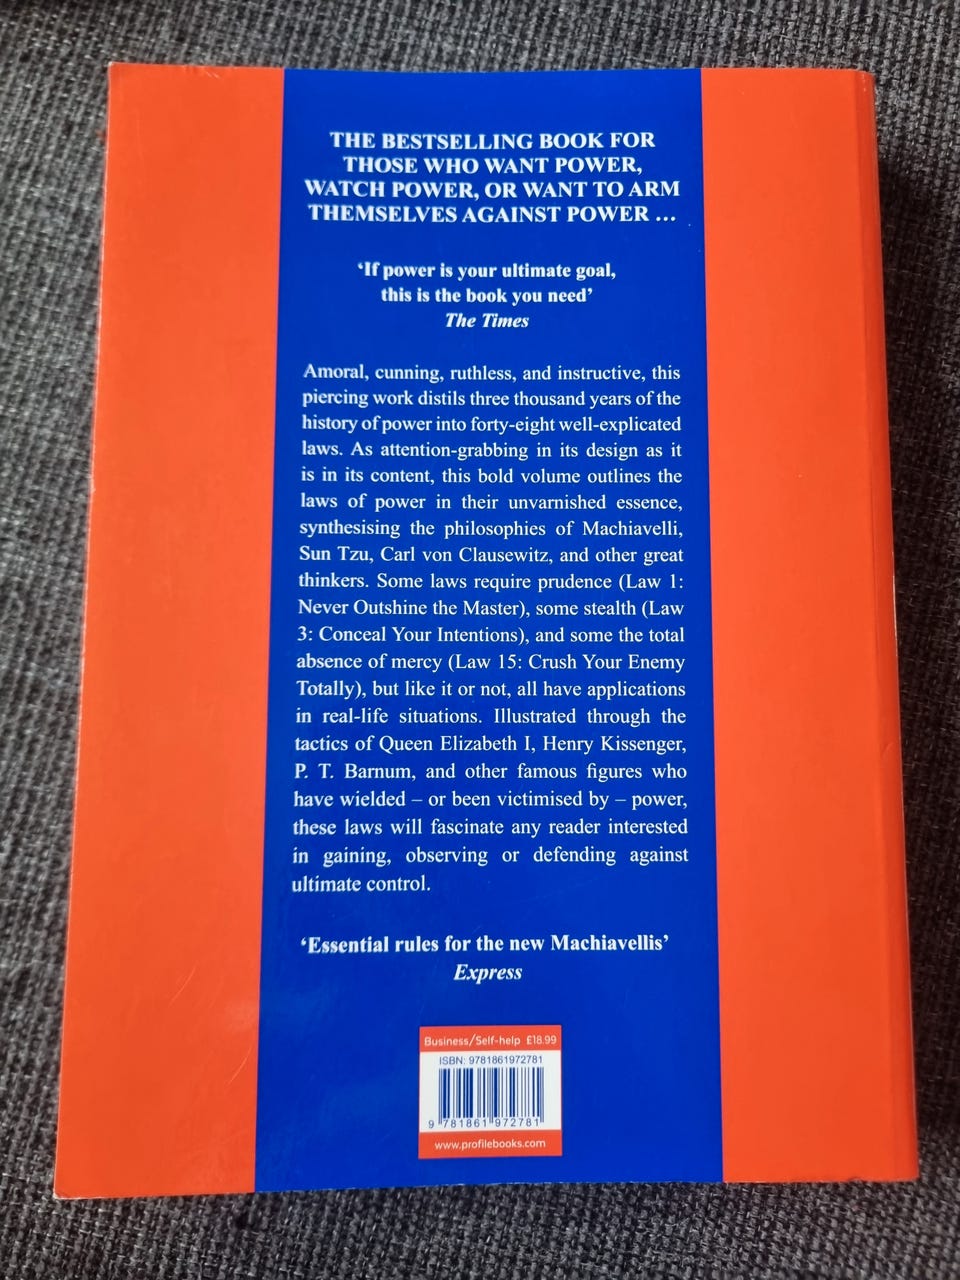 THE BESTSELLING BOOK FOR
THOSE WHO WANT POWER,
WATCH POWER, OR WANT TO ARM
THEMSELVES AGAINST POWER ...
‘If power is your ultimate goal,
this is the book you need’
The Times
Amoral, cunning, ruthless, and instructive, this
piercing work distils three thousand years of the
history of power into forty-eight well-explicated
laws. As attention-grabbing in its design as it
is in its content, this bold volume outlines the
laws of power in their unvarnished essence,
synthesising the philosophies of Machiavelli,
Sun Tzu, Carl von Clausewitz, and other great
thinkers. Some laws require prudence (Law 1:
Never Outshine the Master), some stealth (Law
3: Conceal Your Intentions), and some the total
absence of mercy (Law 15: Crush Your Enemy
Totally), but like it or not, all have applications
in real-life situations. Illustrated through the
tactics of Queen Elizabeth I, Henry Kissenger,
P. T. Barnum, and other famous figures who
have wielded – or been victimised by – power,
these laws will fascinate any reader interested
in gaining, observing or defending against
ultimate control.
‘Essential rules for the new Machiavellis’
Express
Business/Self-help £18.99
ISBN: 9781861972781
9 781861 972781
www.profilebooks.com